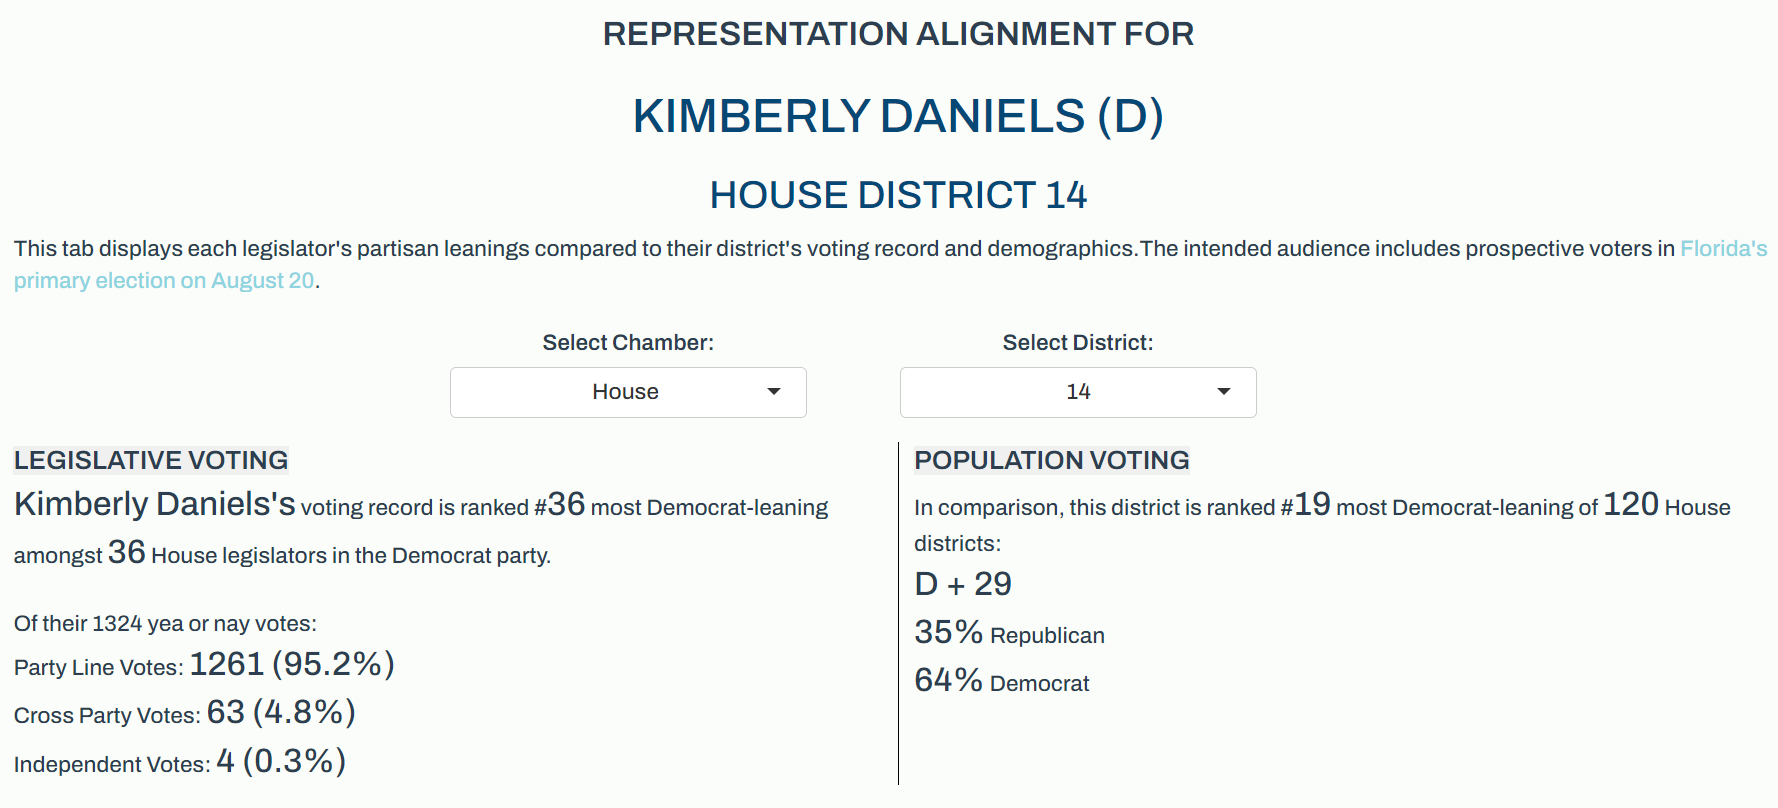 REPRESENTATION ALIGNMENT FOR
KIMBERLY DANIELS (D)
HOUSE DISTRICT 14
This tab displays each legislator's partisan leanings compared to their district's voting record and demographics.The intended audience includes prospective voters in Florida's
primary election on August 20.
Select Chamber:
House
Select District:
14
LEGISLATIVE VOTING
Kimberly Daniels's voting record is ranked #36 most Democrat-leaning
amongst 36 House legislators in the Democrat party.
Of their 1324 yea or nay votes:
Party Line Votes: 1261 (95.2%)
Cross Party Votes: 63 (4.8%)
Independent Votes: 4 (0.3%)
POPULATION VOTING
In comparison, this district is ranked #19 most Democrat-leaning of 120 House
districts:
D + 29
35% Republican
64% Democrat